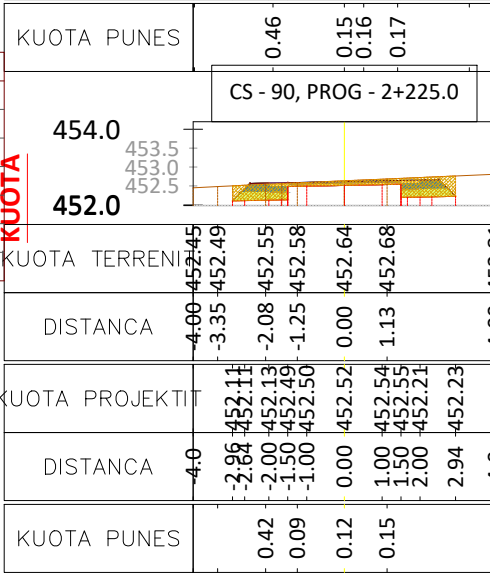 KUOTA PUNES 0.46 0.15 0.16 0.17
CS - 90, PROG - 2+225.0
KUOTA
454.0
453.5
453.0
452.5
452.0
KUOTA TERRENIT 452.45 452.49 452.55 452.58 452.64 452.68
DISTANCA -4.00 -3.35 -2.08 -1.25 0.00 1.13
KUOTA PROJEKTIT 452.11 452.11 452.13 452.49 452.50 452.52 452.54 452.55 452.21 452.23
DISTANCA -4.0 -2.96 -2.64 -2.00 -1.50 -1.00 0.00 1.00 1.50 2.00 2.94
KUOTA PUNES 0.42 0.09 0.12 0.15